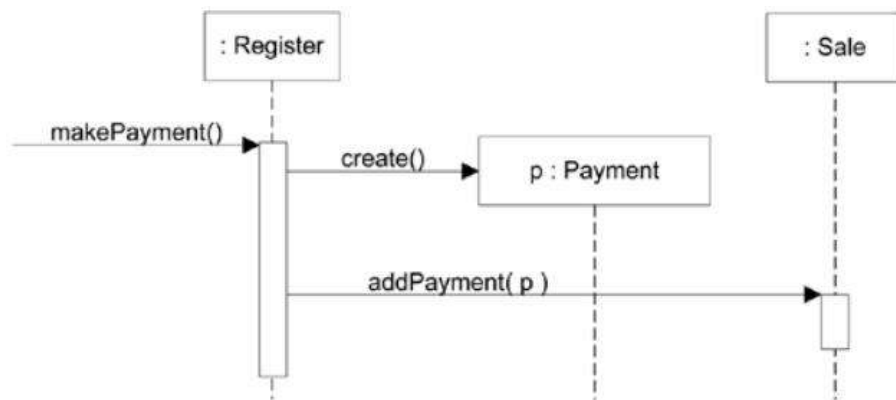 : Register
: Sale
makePayment()
create()
p : Payment
addPayment( p )